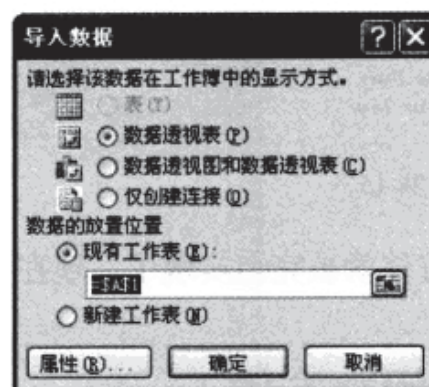 导入数据
请选择该数据在工作簿中的显示方式。
表(T)
数据透视表(P)
数据透视图和数据透视表(C)
仅创建连接(O)
数据的放置位置
现有工作表(E):
=$A$1
新建工作表(N)
属性(R)... 确定 取消